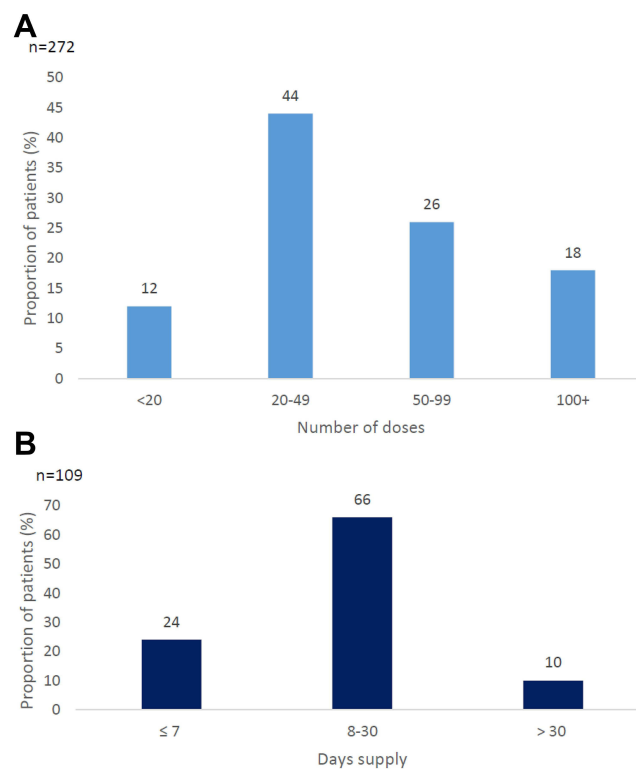 A
n=272
50
45
40
35
30
25
20
15
10
5
0
Proportion of patients (%)
12
44
26
18
<20 20-49 50-99 100+
Number of doses
B
n=109
70
60
50
40
30
20
10
0
Proportion of patients (%)
24
66
10
≤ 7 8-30 > 30
Days supply